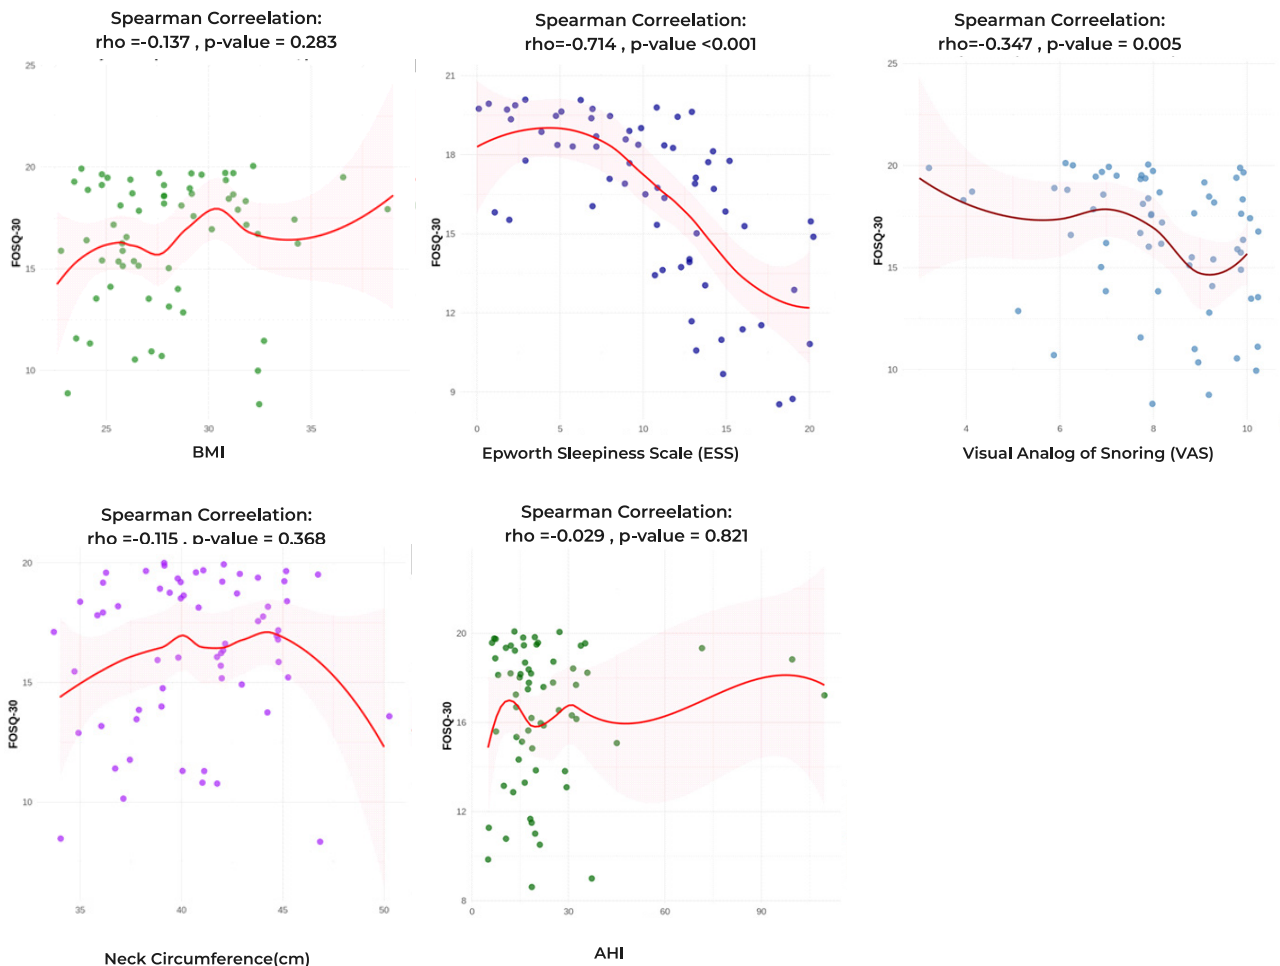 Spearman Correelation:
rho =-0.137 , p-value = 0.283
25
20
15
10
FOSQ-30
25
30
35
BMI
Spearman Correelation:
rho=-0.714 , p-value <0.001
21
18
15
12
9
FOSQ-30
0
5
10
15
20
Epworth Sleepiness Scale (ESS)
Spearman Correelation:
rho=-0.347 , p-value = 0.005
25
20
15
10
FOSQ-30
4
6
8
10
Visual Analog of Snoring (VAS)
Spearman Correelation:
rho =-0.115 , p-value = 0.368
20
15
10
FOSQ-30
35
40
45
50
Neck Circumference(cm)
Spearman Correelation:
rho =-0.029 , p-value = 0.821
20
16
12
8
FOSQ-30
0
30
60
90
AHI